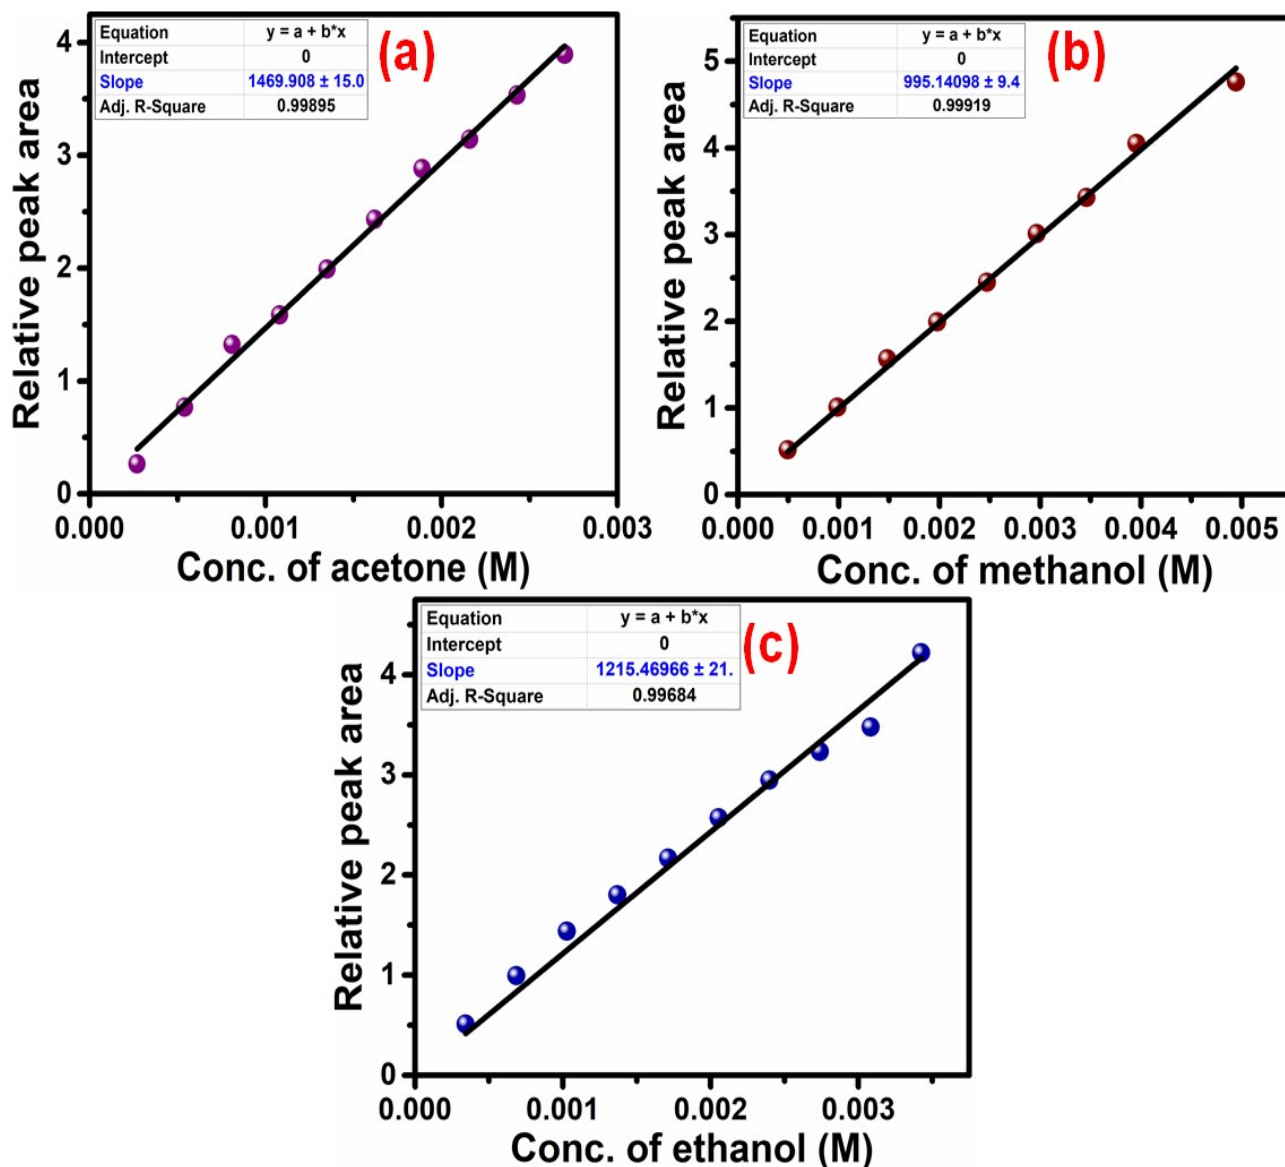 Equation y = a + b*x
Intercept 0
Slope 1469.908 ± 15.0
Adj. R-Square 0.99895
(a)
Relative peak area
4
3
2
1
0
0.000 0.001 0.002 0.003
Conc. of acetone (M)
Equation y = a + b*x
Intercept 0
Slope 995.14098 ± 9.4
Adj. R-Square 0.99919
(b)
Relative peak area
5
4
3
2
1
0
0.000 0.001 0.002 0.003 0.004 0.005
Conc. of methanol (M)
Equation y = a + b*x
Intercept 0
Slope 1215.46966 ± 21.
Adj. R-Square 0.99684
(c)
Relative peak area
4
3
2
1
0
0.000 0.001 0.002 0.003
Conc. of ethanol (M)